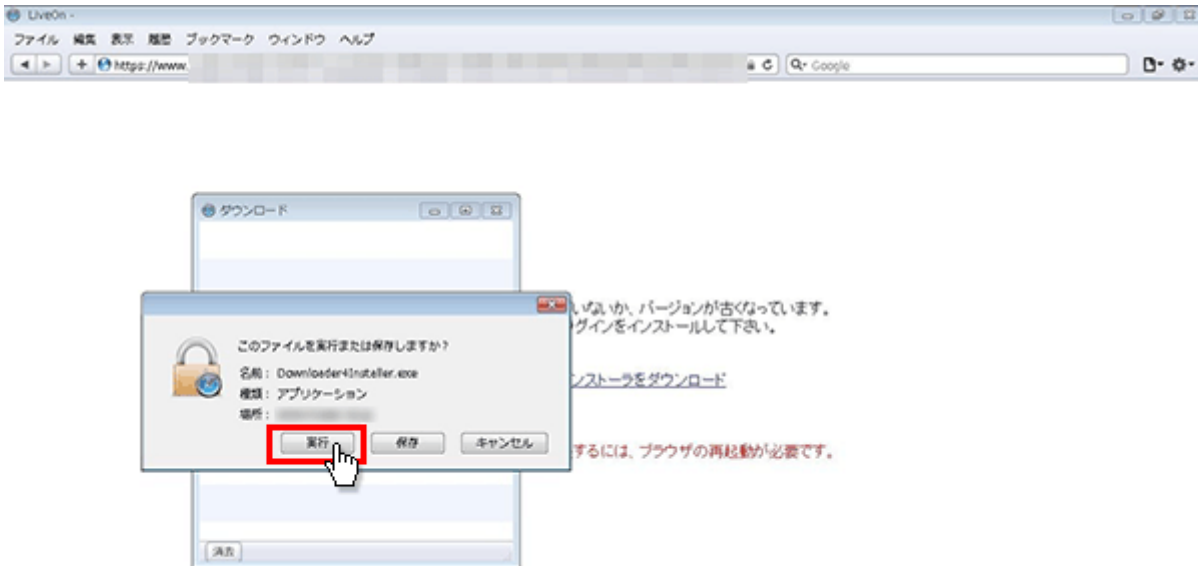 LiveOn -
ファイル 編集 表示 履歴 ブックマーク ウィンドウ ヘルプ
https://www.
Google
ダウンロード
いないか、バージョンが古くなっています。
グインをインストールして下さい。
このファイルを実行または保存しますか?
名前: Downloader4Installer.exe
ンストーラをダウンロード
種類: アプリケーション
場所:
実行 保存 キャンセル
するには、ブラウザの再起動が必要です。
消去